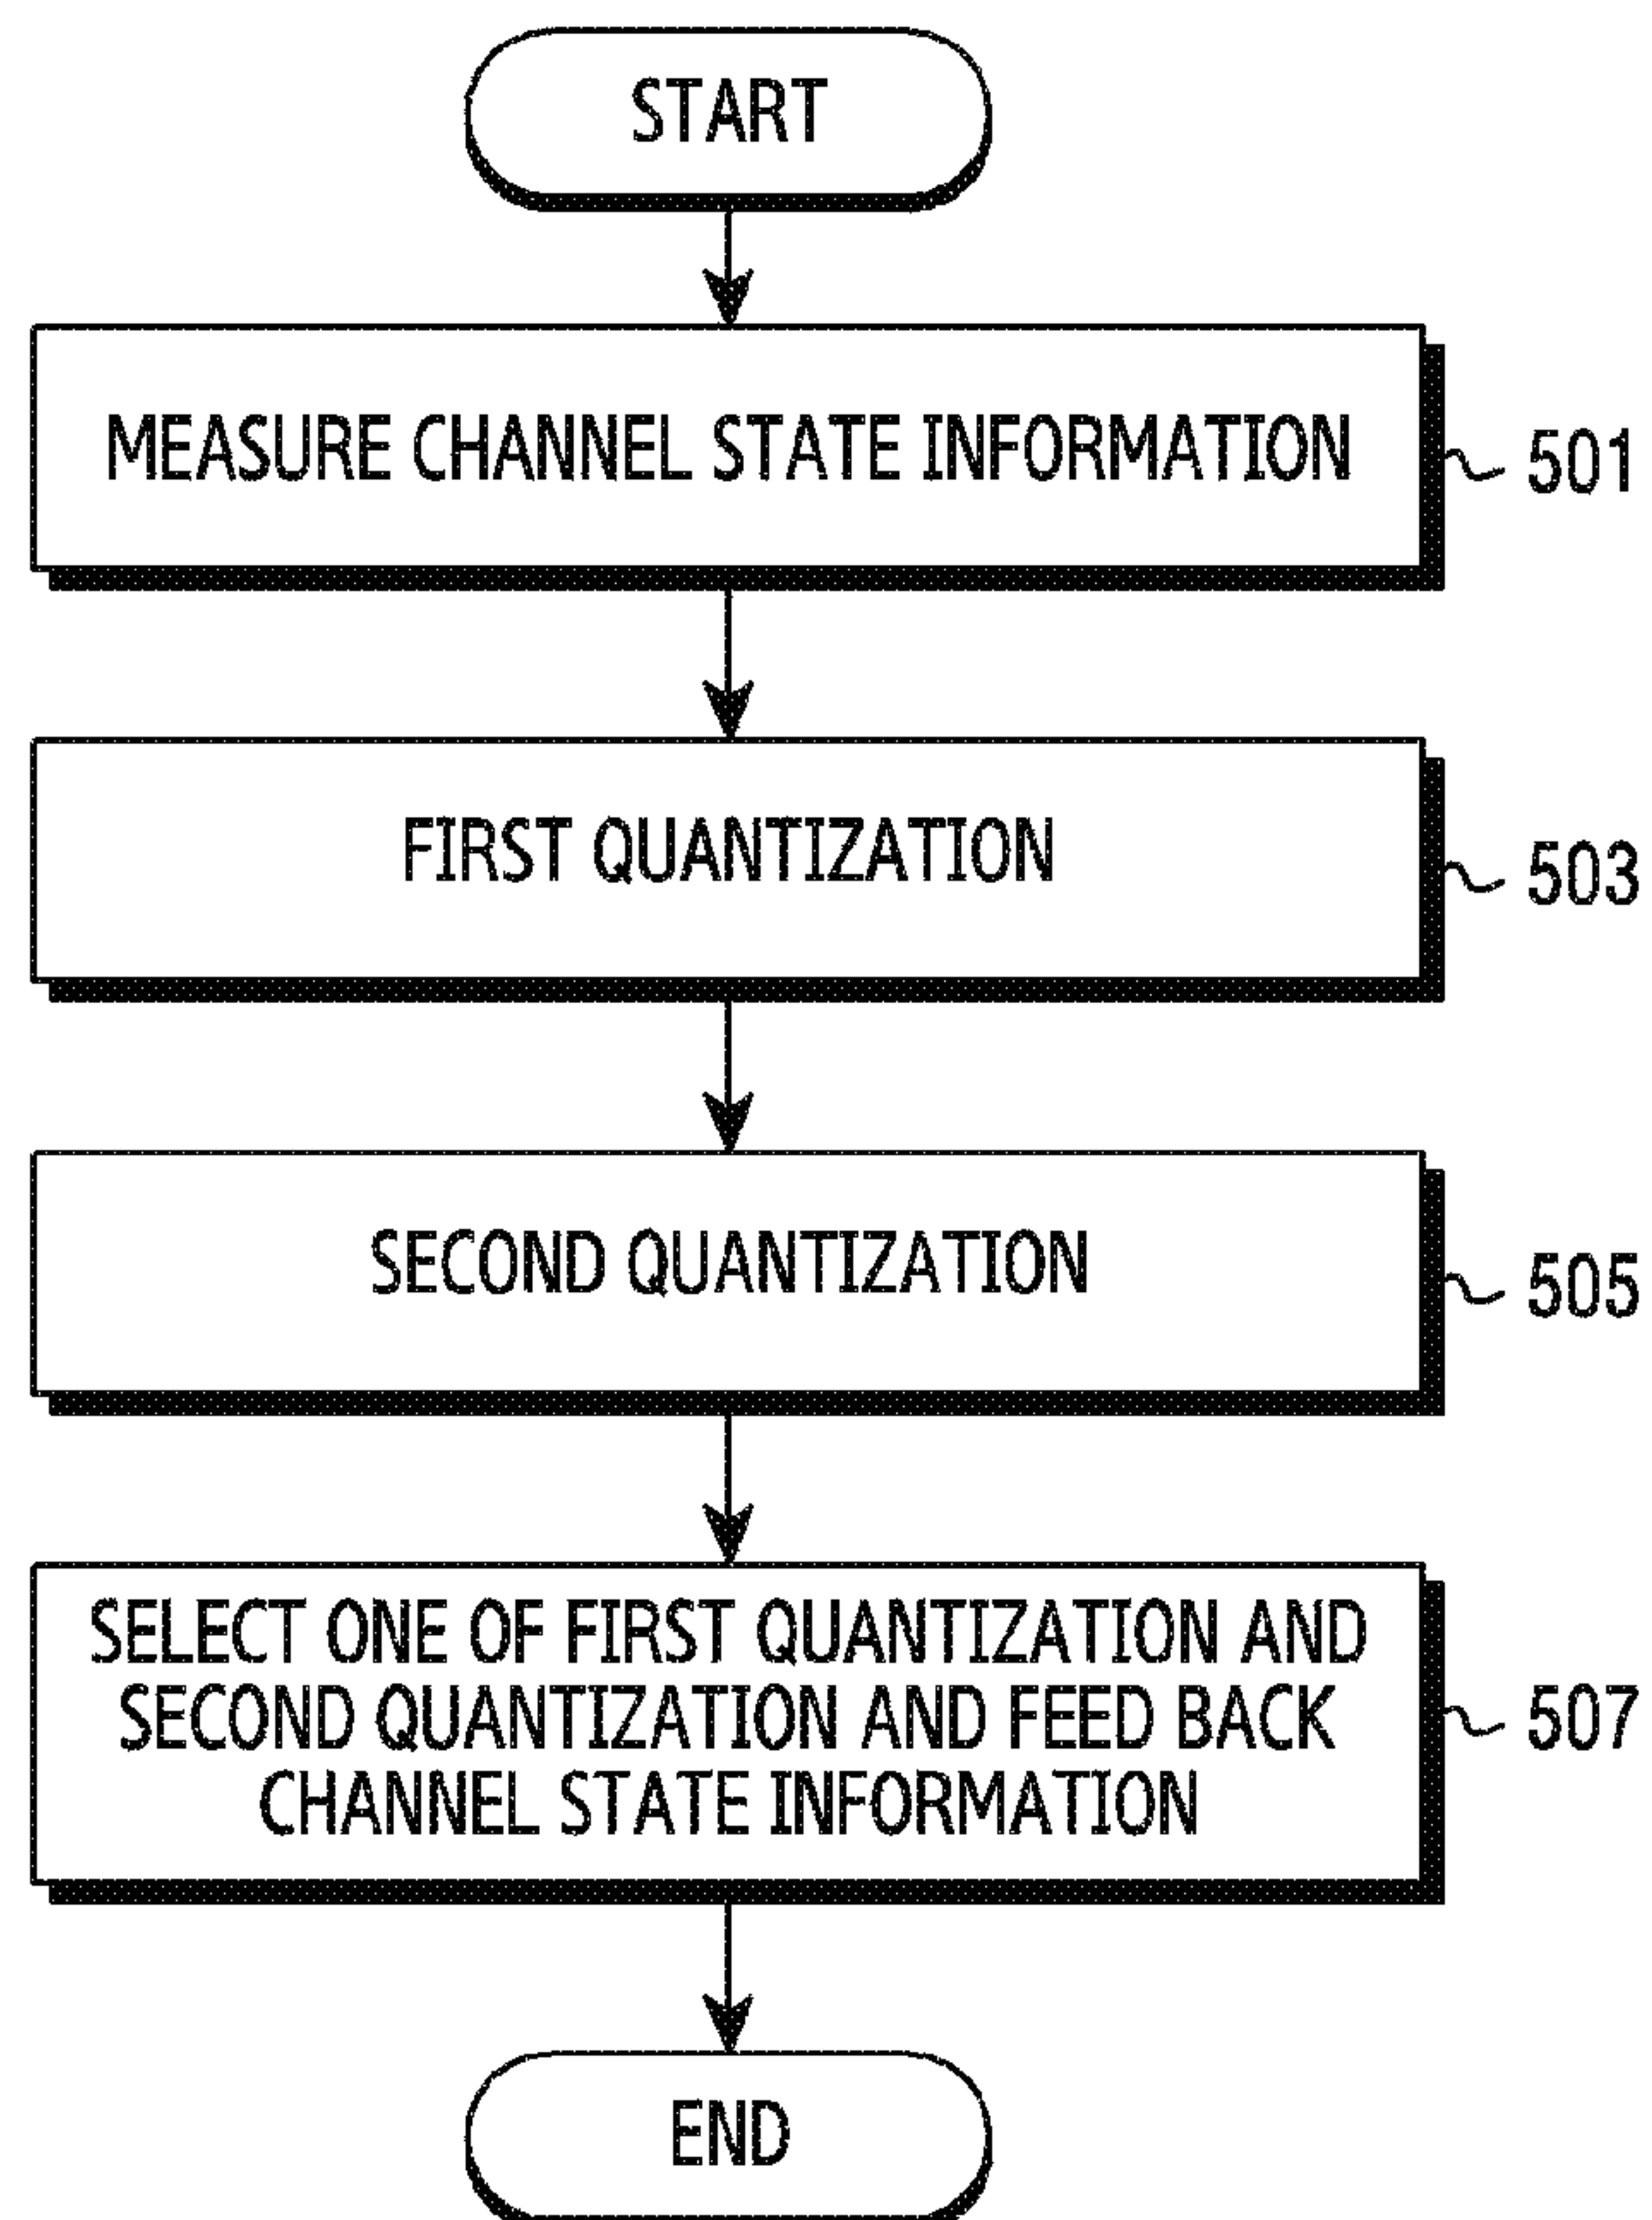 START
MEASURE CHANNEL STATE INFORMATION
501
FIRST QUANTIZATION
503
SECOND QUANTIZATION
505
SELECT ONE OF FIRST QUANTIZATION AND
SECOND QUANTIZATION AND FEED BACK
CHANNEL STATE INFORMATION
507
END